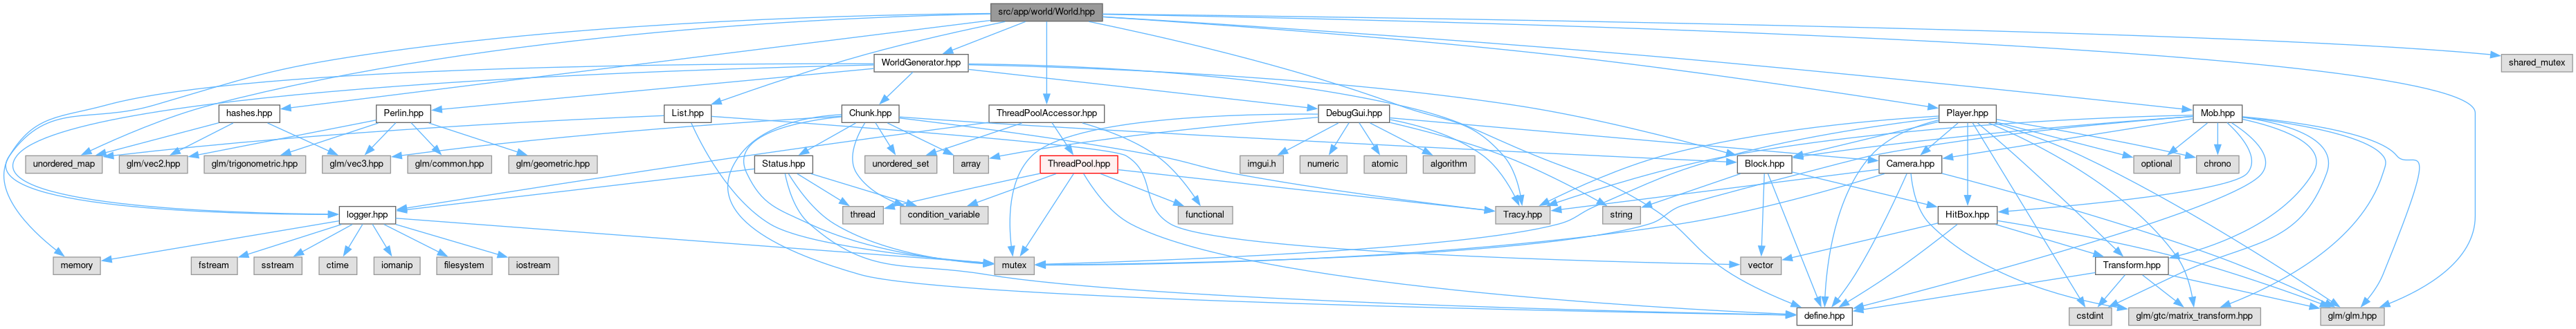 src/app/world/World.hpp
WorldGenerator.hpp
shared_mutex
hashes.hpp
Perlin.hpp
List.hpp
Chunk.hpp
ThreadPoolAccessor.hpp
DebugGui.hpp
Player.hpp
Mob.hpp
unordered_map
glm/vec2.hpp
glm/trigonometric.hpp
glm/vec3.hpp
glm/common.hpp
glm/geometric.hpp
Status.hpp
unordered_set
array
ThreadPool.hpp
imgui.h
numeric
atomic
algorithm
Block.hpp
Camera.hpp
optional
chrono
logger.hpp
thread
condition_variable
functional
Tracy.hpp
string
HitBox.hpp
memory
fstream
sstream
ctime
iomanip
filesystem
iostream
mutex
vector
Transform.hpp
define.hpp
cstdint
glm/gtc/matrix_transform.hpp
glm/glm.hpp